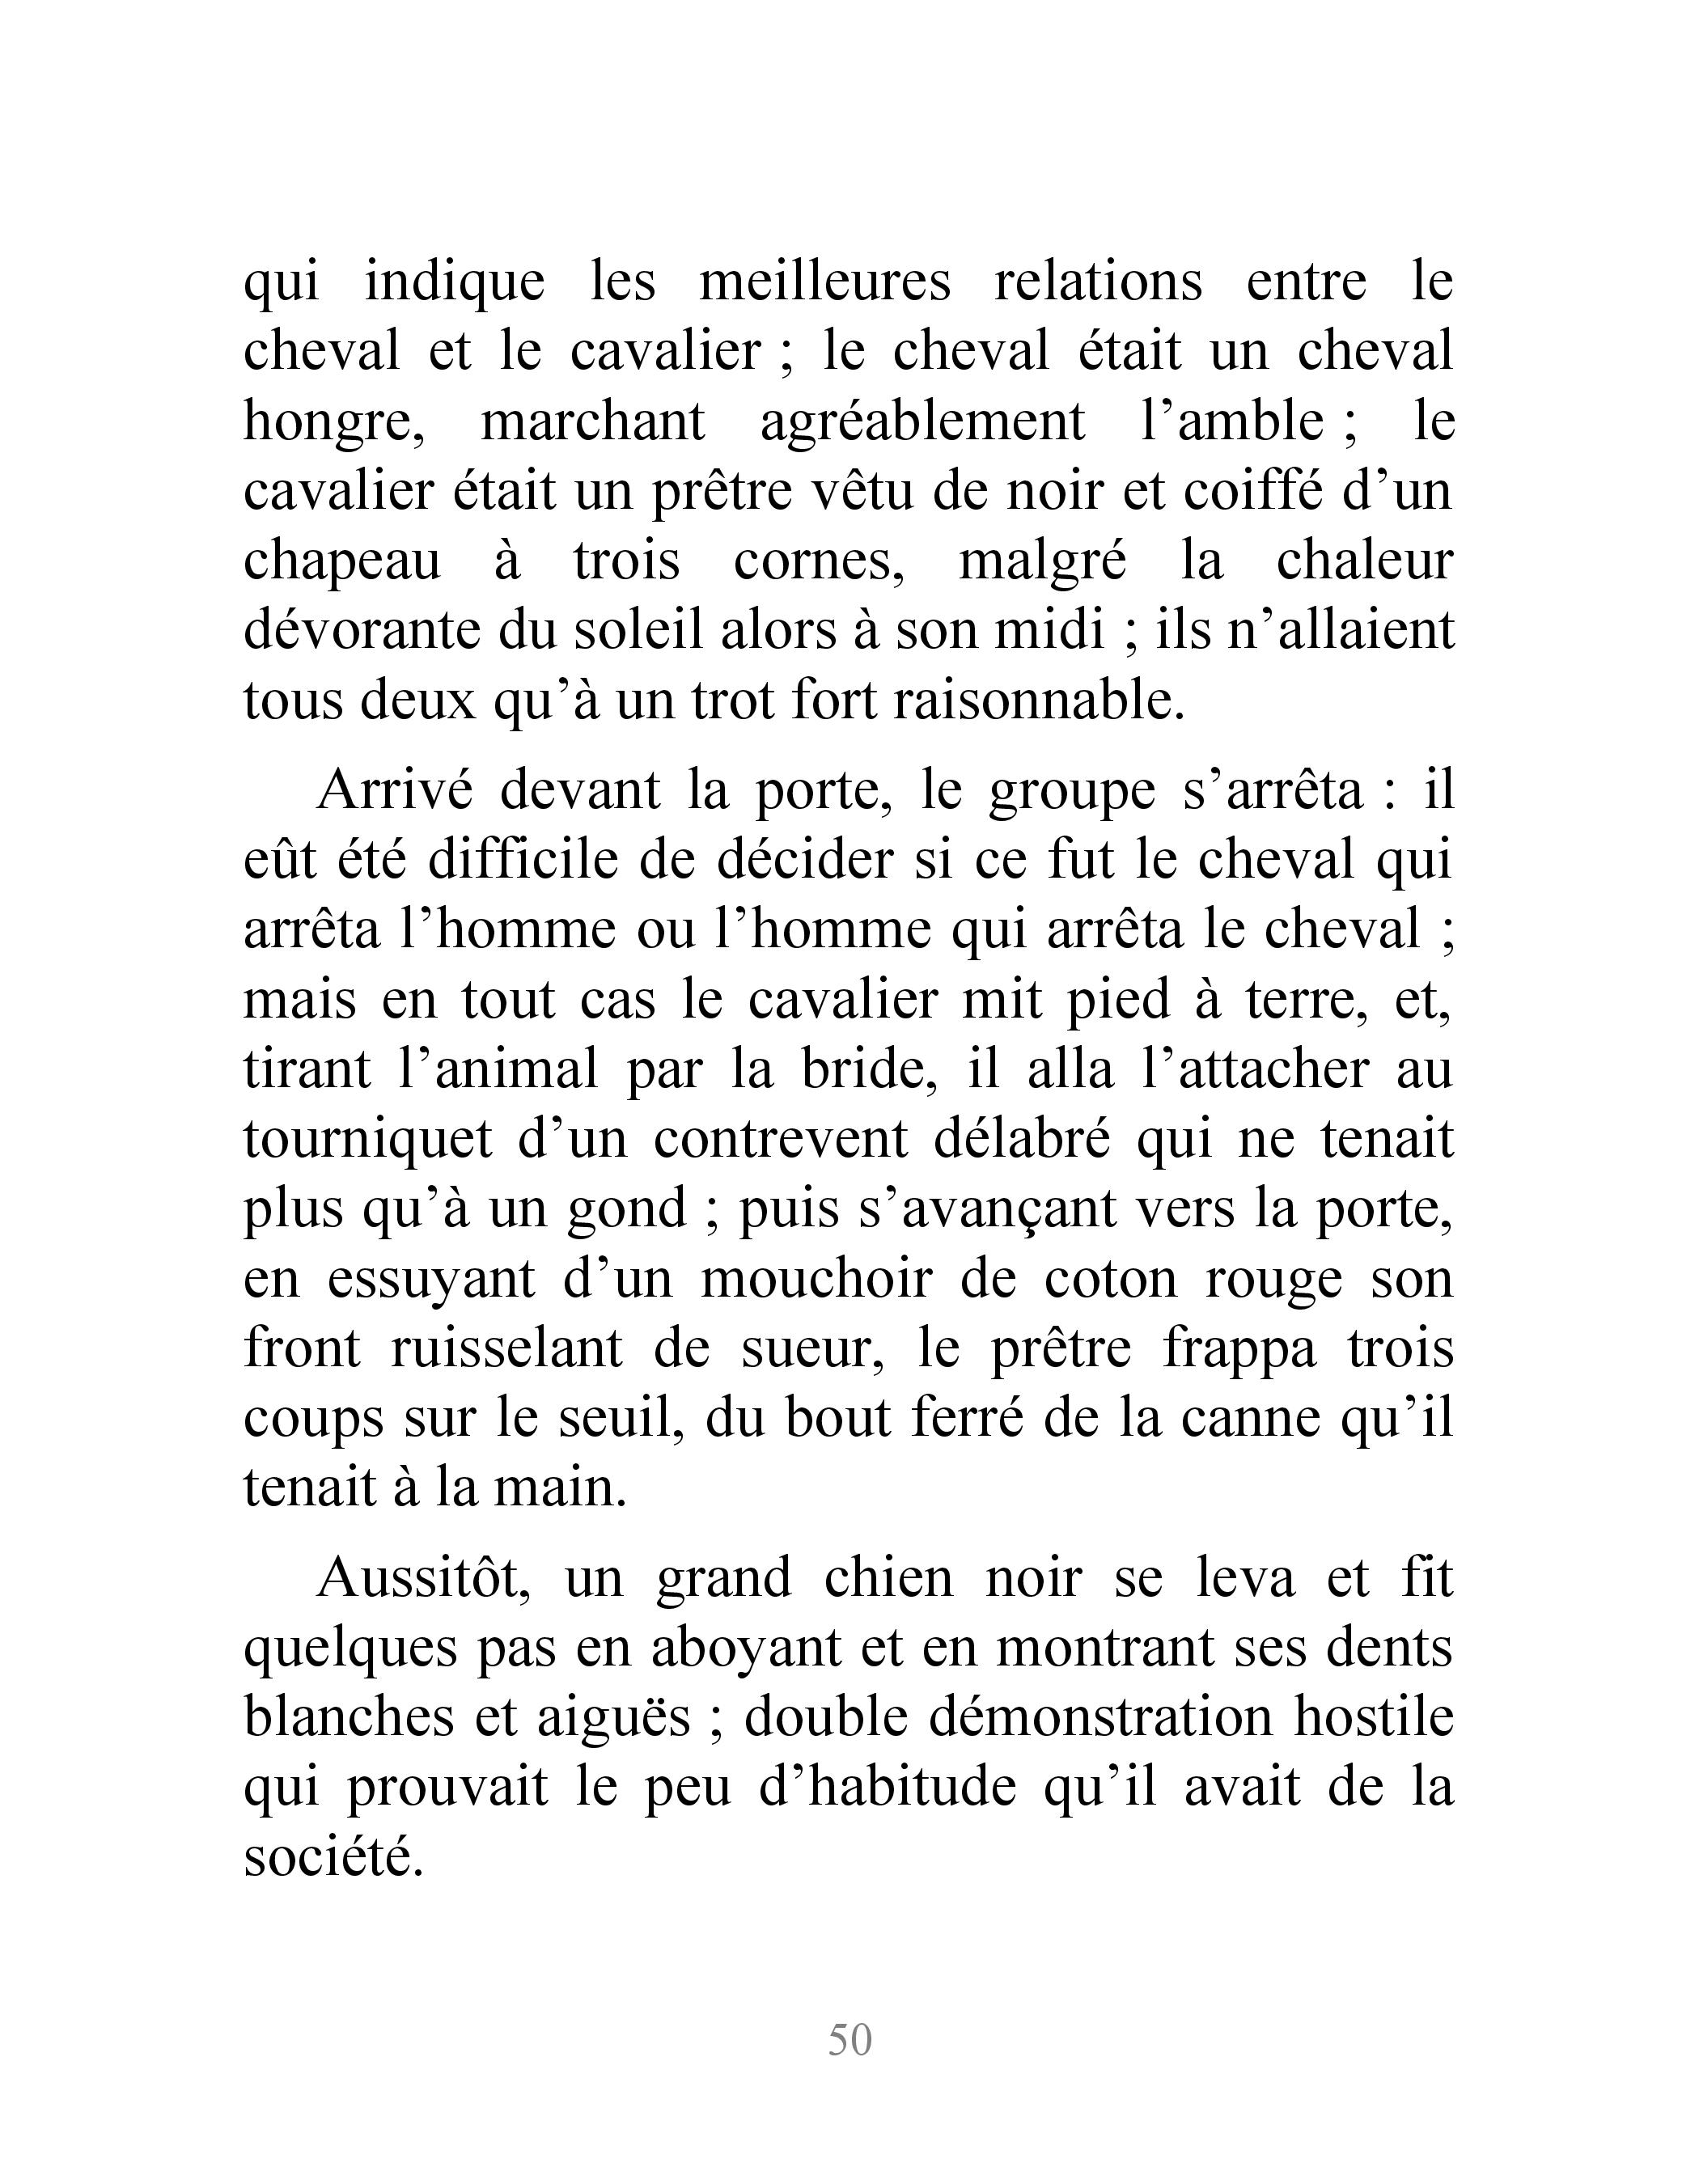 qui indique les meilleures relations entre le
cheval et le cavalier ; le cheval était un cheval
hongre, marchant agréablement l’amble ; le
cavalier était un prêtre vêtu de noir et coiffé d’un
chapeau à trois cornes, malgré la chaleur
dévorante du soleil alors à son midi ; ils n’allaient
tous deux qu’à un trot fort raisonnable.
Arrivé devant la porte, le groupe s’arrêta : il
eût été difficile de décider si ce fut le cheval qui
arrêta l’homme ou l’homme qui arrêta le cheval ;
mais en tout cas le cavalier mit pied à terre, et,
tirant l’animal par la bride, il alla l’attacher au
tourniquet d’un contrevent délabré qui ne tenait
plus qu’à un gond ; puis s’avançant vers la porte,
en essuyant d’un mouchoir de coton rouge son
front ruisselant de sueur, le prêtre frappa trois
coups sur le seuil, du bout ferré de la canne qu’il
tenait à la main.
Aussitôt, un grand chien noir se leva et fit
quelques pas en aboyant et en montrant ses dents
blanches et aiguës ; double démonstration hostile
qui prouvait le peu d’habitude qu’il avait de la
société.
50